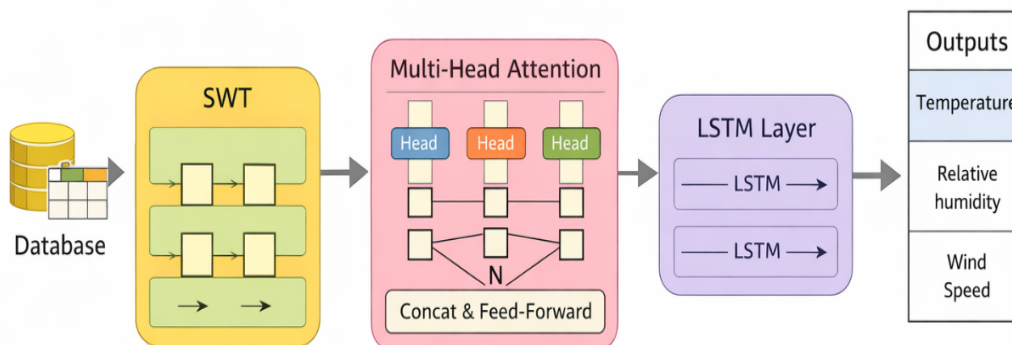 Database
SWT
Multi-Head Attention
Head Head Head
N
Concat & Feed-Forward
LSTM Layer
LSTM
LSTM
Outputs
Temperature
Relative
humidity
Wind
Speed